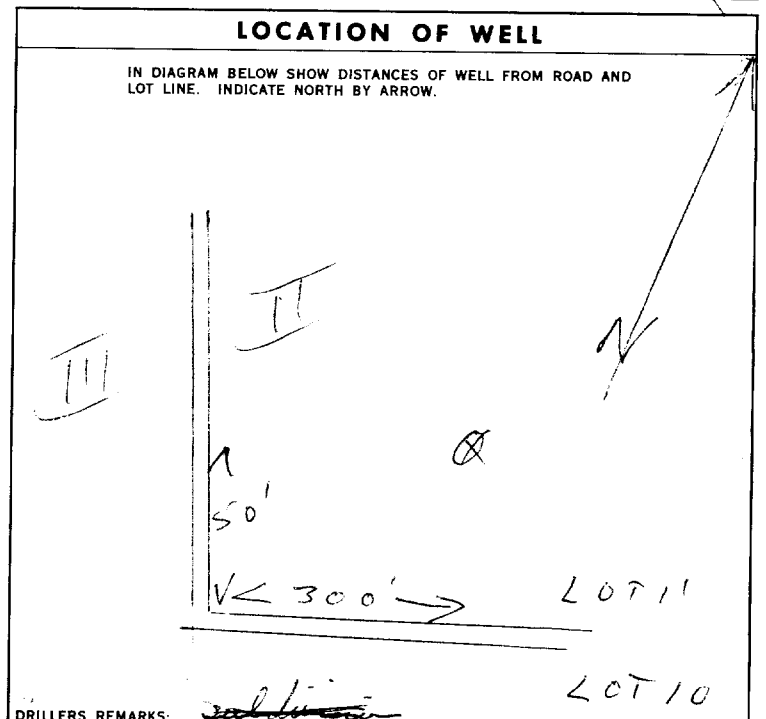 LOCATION OF WELL
IN DIAGRAM BELOW SHOW DISTANCES OF WELL FROM ROAD AND
LOT LINE. INDICATE NORTH BY ARROW.
II
III
N
50'
300'
LOT 11
LOT 10
DRILLERS REMARKS: